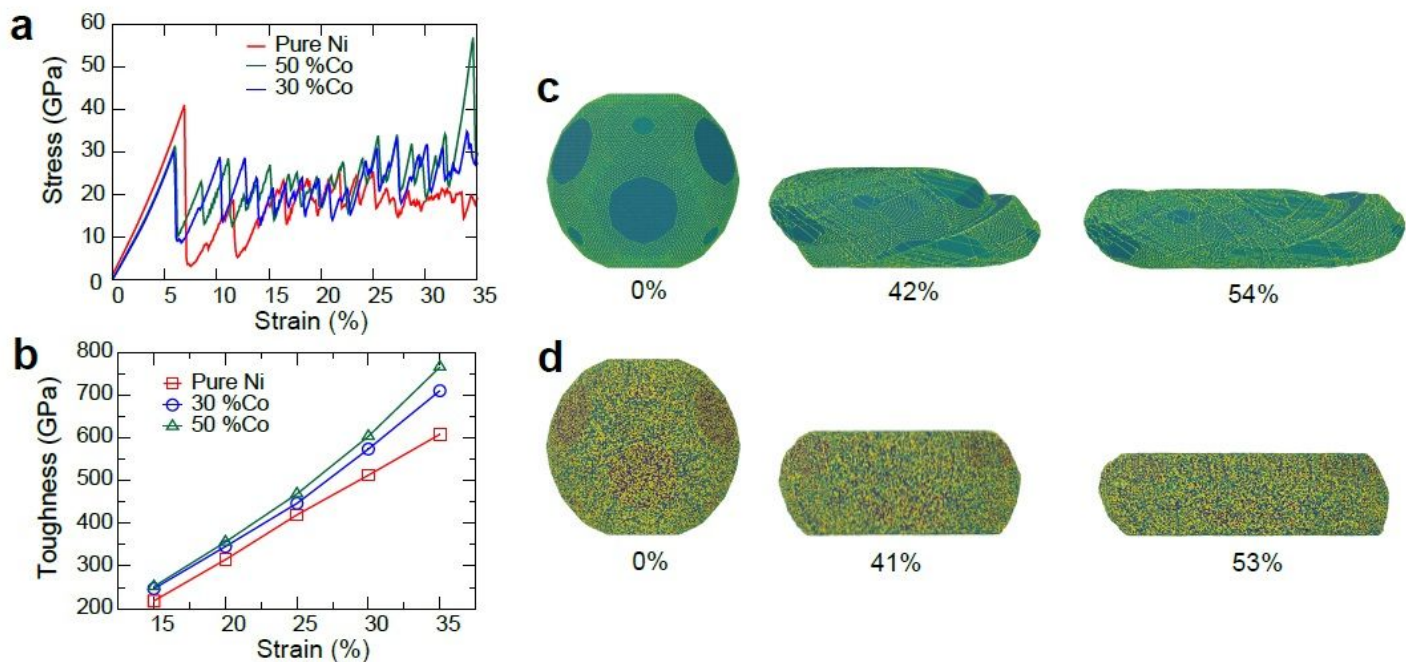 a
60
50
40
30
20
10
0
Stress (GPa)
Pure Ni
50 %Co
30 %Co
0 5 10 15 20 25 30 35
Strain (%)
b
800
700
600
500
400
300
200
Toughness (GPa)
Pure Ni
30 %Co
50 %Co
15 20 25 30 35
Strain (%)
c
0% 42% 54%
d
0% 41% 53%